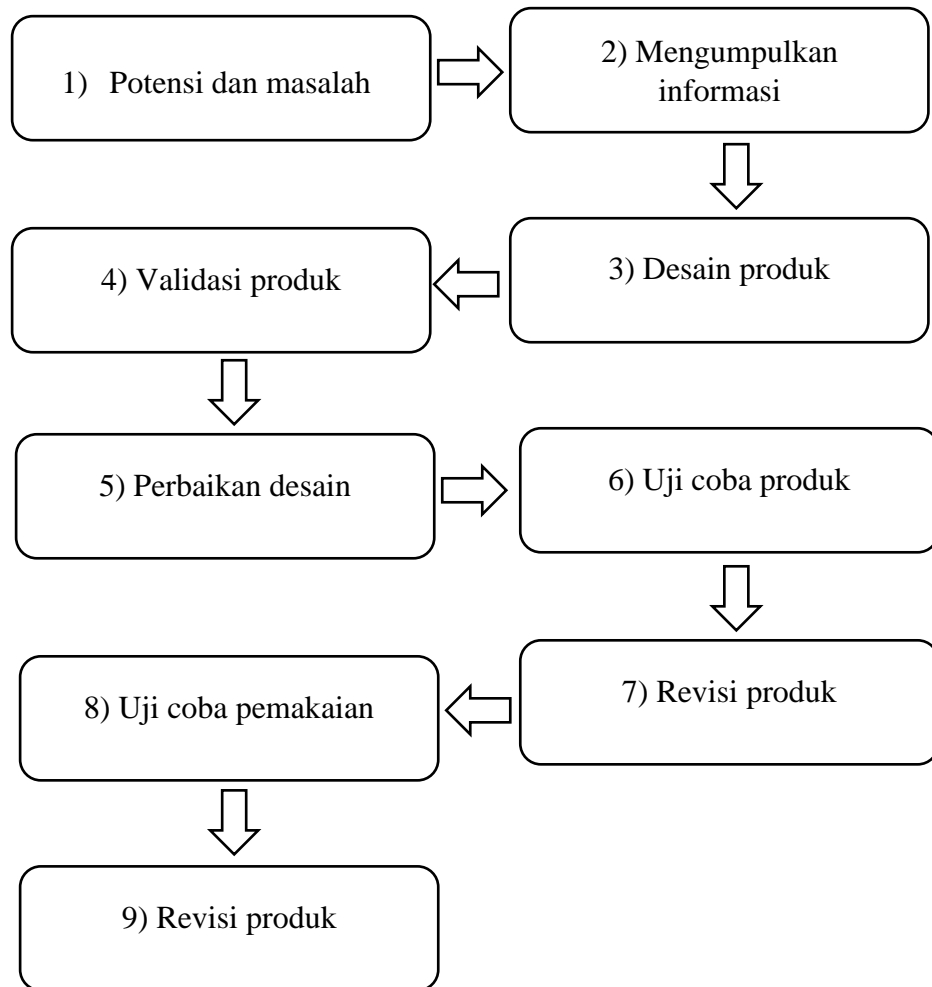 1) Potensi dan masalah
2) Mengumpulkan
informasi
3) Desain produk
4) Validasi produk
5) Perbaikan desain
6) Uji coba produk
7) Revisi produk
8) Uji coba pemakaian
9) Revisi produk